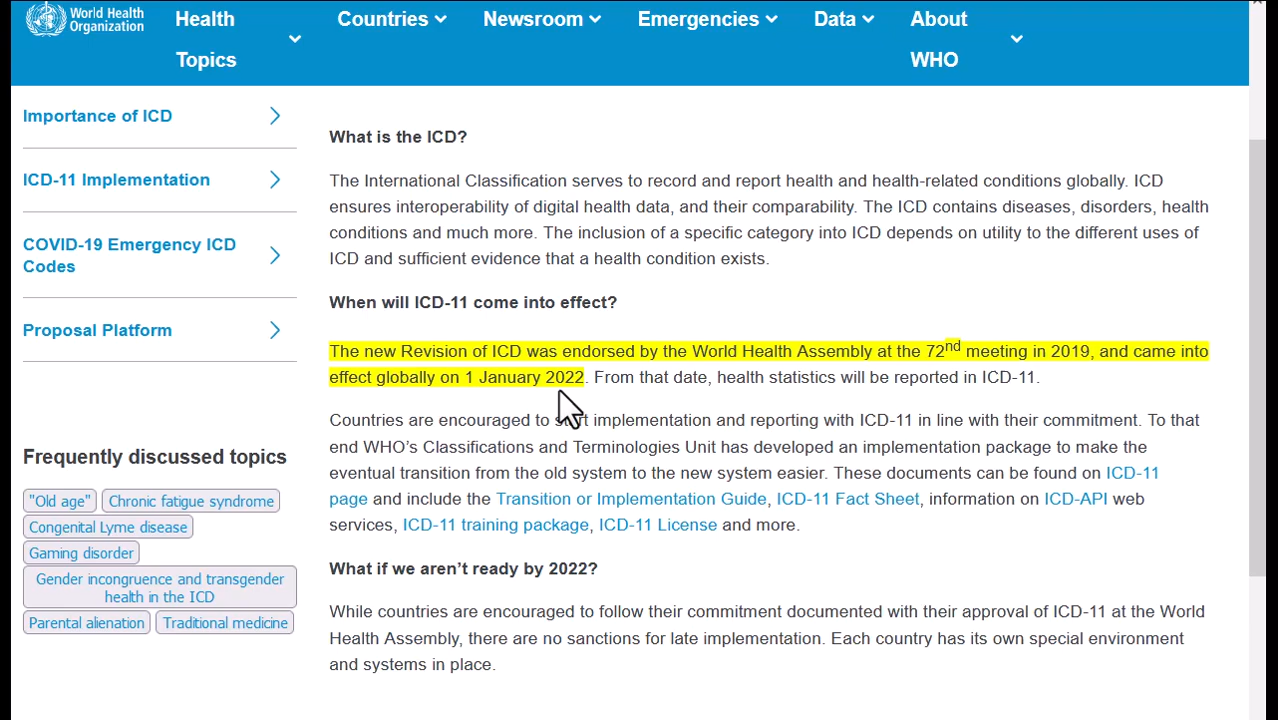 World Health
Organization
Health
Topics
Countries
Newsroom
Emergencies
Data
About
WHO
Importance of ICD
ICD-11 Implementation
COVID-19 Emergency ICD
Codes
Proposal Platform
Frequently discussed topics
"Old age" Chronic fatigue syndrome
Congenital Lyme disease
Gaming disorder
Gender incongruence and transgender
health in the ICD
Parental alienation Traditional medicine
What is the ICD?
The International Classification serves to record and report health and health-related conditions globally. ICD
ensures interoperability of digital health data, and their comparability. The ICD contains diseases, disorders, health
conditions and much more. The inclusion of a specific category into ICD depends on utility to the different uses of
ICD and sufficient evidence that a health condition exists.
When will ICD-11 come into effect?
The new Revision of ICD was endorsed by the World Health Assembly at the 72nd meeting in 2019, and came into
effect globally on 1 January 2022. From that date, health statistics will be reported in ICD-11.
Countries are encouraged to start implementation and reporting with ICD-11 in line with their commitment. To that
end WHO’s Classifications and Terminologies Unit has developed an implementation package to make the
eventual transition from the old system to the new system easier. These documents can be found on ICD-11
page and include the Transition or Implementation Guide, ICD-11 Fact Sheet, information on ICD-API web
services, ICD-11 training package, ICD-11 License and more.
What if we aren’t ready by 2022?
While countries are encouraged to follow their commitment documented with their approval of ICD-11 at the World
Health Assembly, there are no sanctions for late implementation. Each country has its own special environment
and systems in place.